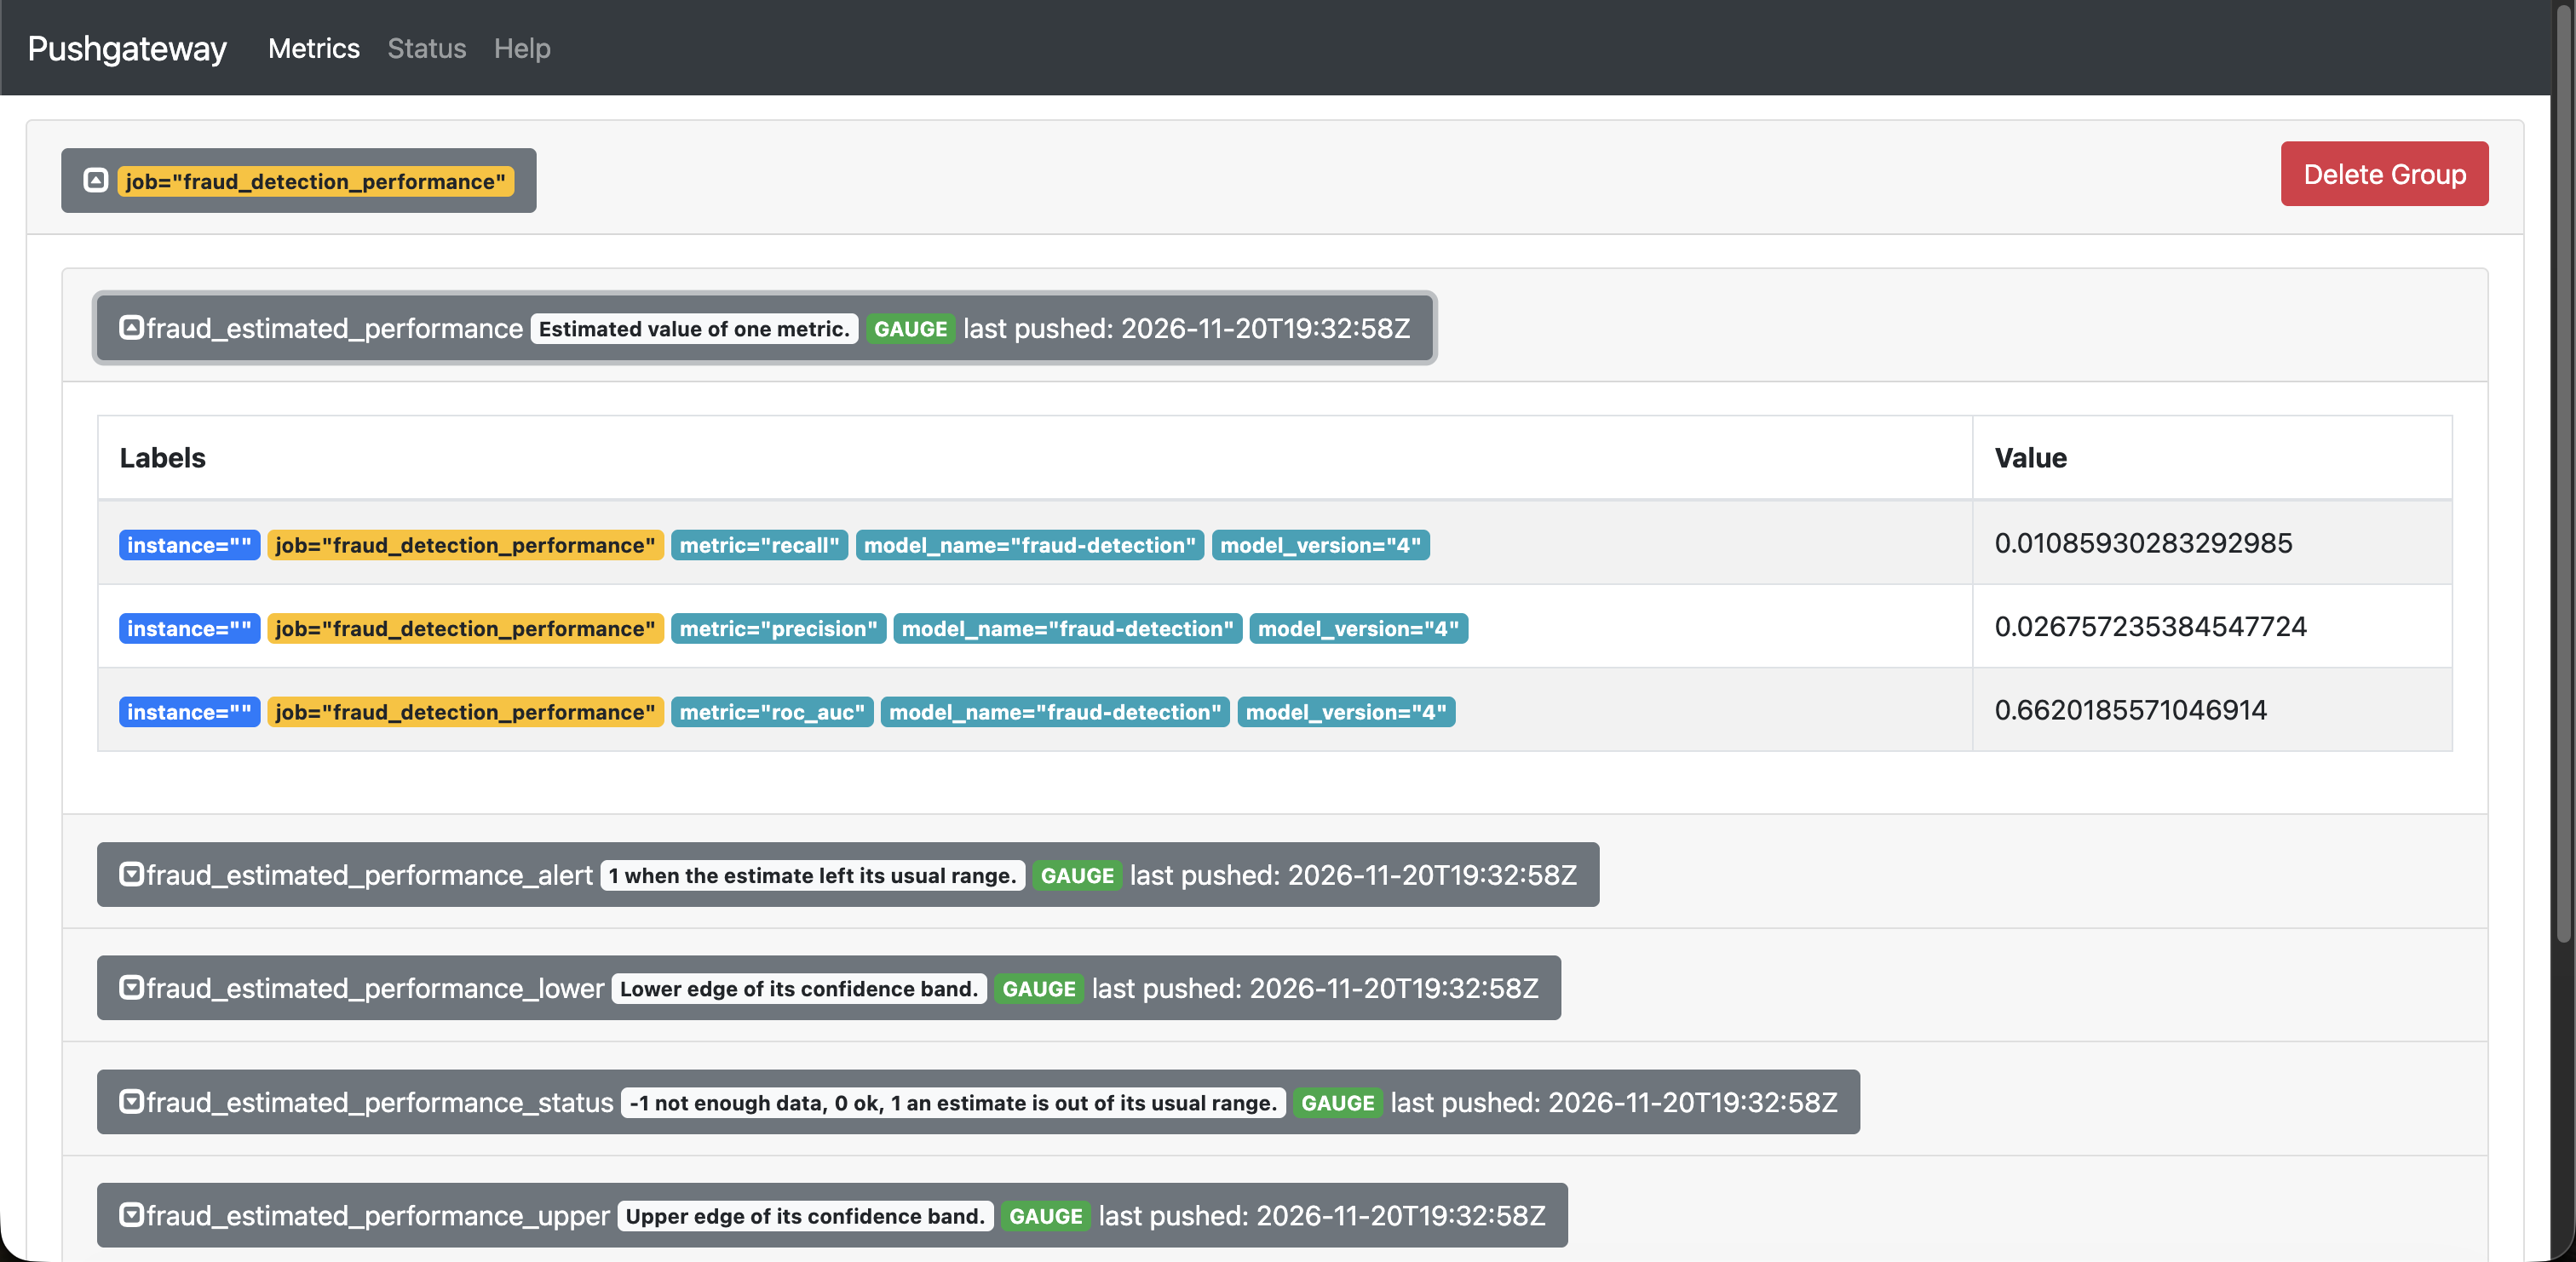 Pushgateway Metrics Status Help
job="fraud_detection_performance" Delete Group
fraud_estimated_performance Estimated value of one metric. GAUGE last pushed: 2026-11-20T19:32:58Z
Labels Value
instance="" job="fraud_detection_performance" metric="recall" model_name="fraud-detection" model_version="4" 0.01085930283292985
instance="" job="fraud_detection_performance" metric="precision" model_name="fraud-detection" model_version="4" 0.026757235384547724
instance="" job="fraud_detection_performance" metric="roc_auc" model_name="fraud-detection" model_version="4" 0.6620185571046914
fraud_estimated_performance_alert 1 when the estimate left its usual range. GAUGE last pushed: 2026-11-20T19:32:58Z
fraud_estimated_performance_lower Lower edge of its confidence band. GAUGE last pushed: 2026-11-20T19:32:58Z
fraud_estimated_performance_status -1 not enough data, 0 ok, 1 an estimate is out of its usual range. GAUGE last pushed: 2026-11-20T19:32:58Z
fraud_estimated_performance_upper Upper edge of its confidence band. GAUGE last pushed: 2026-11-20T19:32:58Z